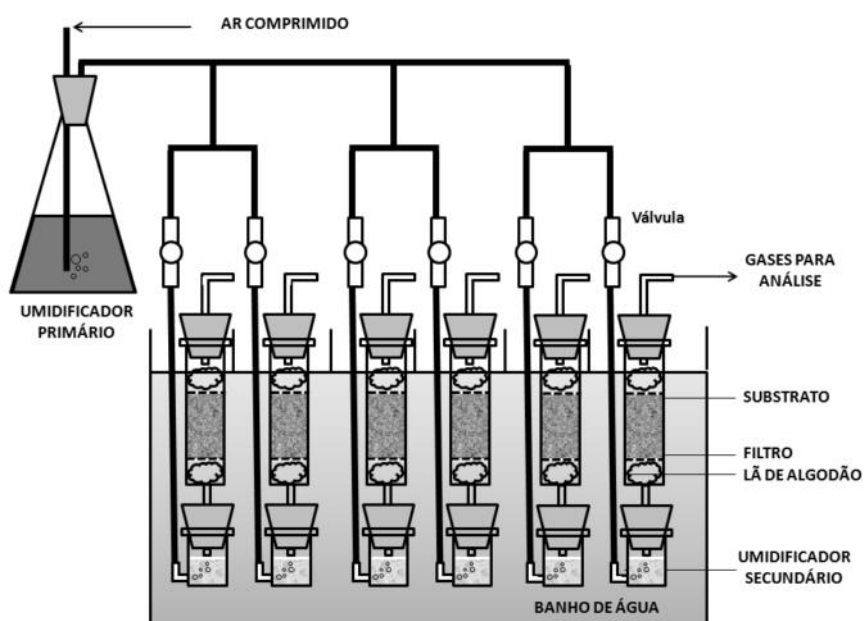 AR COMPRIMIDO
Válvula
GASES PARA
ANÁLISE
UMIDIFICADOR
PRIMÁRIO
SUBSTRATO
FILTRO
LÃ DE ALGODÃO
UMIDIFICADOR
SECUNDÁRIO
BANHO DE ÁGUA